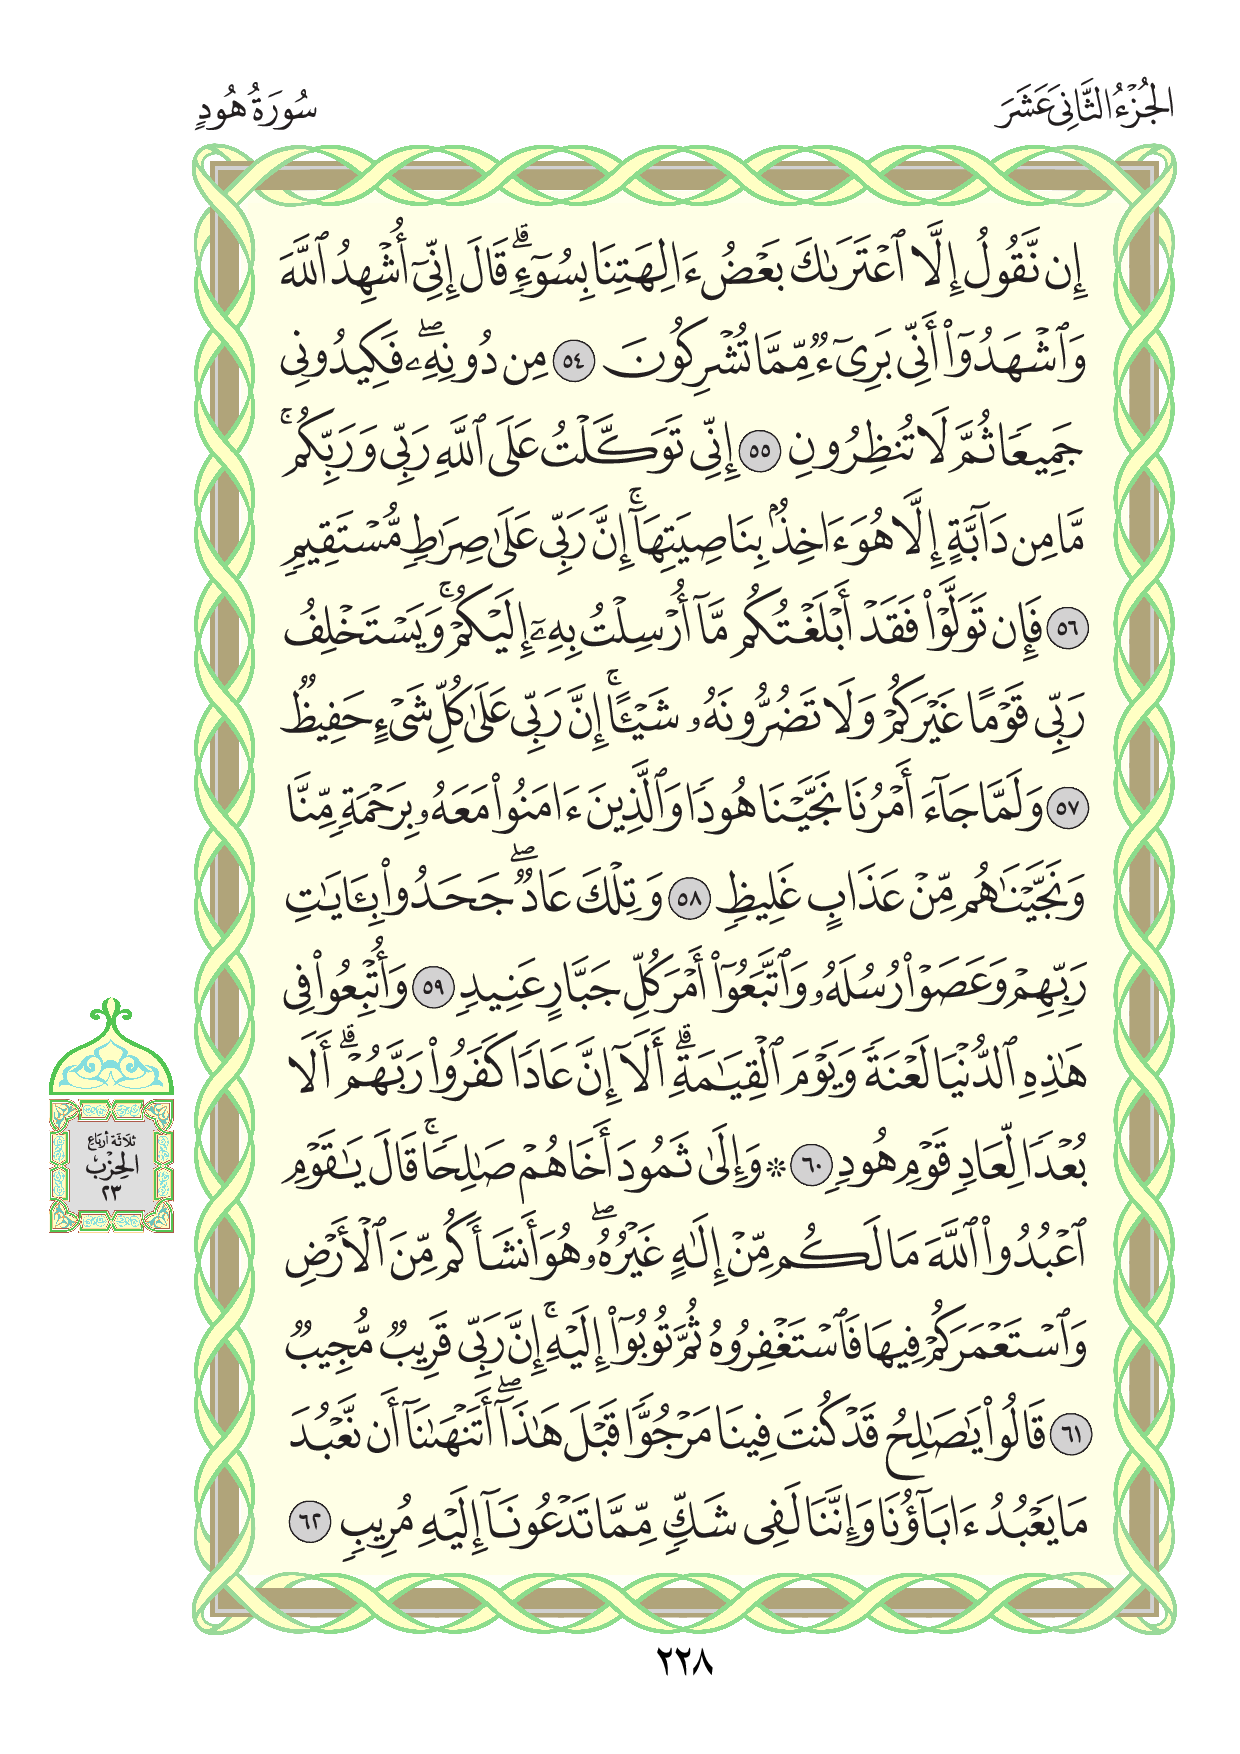 الجُزْءُ الثَّانِي عَشَرَ
سُورَةُ هُودٍ
إِن نَّقُولُ إِلَّا ٱعْتَرَىٰكَ بَعْضُ ءَالِهَتِنَا بِسُوٓءٍۗ قَالَ إِنِّيٓ أُشْهِدُ ٱللَّهَ
وَٱشْهَدُوٓا۟ أَنِّي بَرِيٓءٌ مِّمَّا تُشْرِكُونَ ٥٤ مِن دُونِهِۦۖ فَكِيدُونِي
جَمِيعًا ثُمَّ لَا تُنظِرُونِ ٥٥ إِنِّي تَوَكَّلْتُ عَلَى ٱللَّهِ رَبِّي وَرَبِّكُمۚ
مَّا مِن دَآبَّةٍ إِلَّا هُوَ ءَاخِذٌۢ بِنَاصِيَتِهَآۚ إِنَّ رَبِّي عَلَىٰ صِرَٰطٍ مُّسْتَقِيمٍ
٥٦ فَإِن تَوَلَّوْا۟ فَقَدْ أَبْلَغْتُكُم مَّآ أُرْسِلْتُ بِهِۦٓ إِلَيْكُمْۚ وَيَسْتَخْلِفُ
رَبِّي قَوْمًا غَيْرَكُمْ وَلَا تَضُرُّونَهُۥ شَيْـًٔاۚ إِنَّ رَبِّي عَلَىٰ كُلِّ شَيْءٍ حَفِيظٌ
٥٧ وَلَمَّا جَآءَ أَمْرُنَا نَجَّيْنَا هُودًا وَٱلَّذِينَ ءَامَنُوا۟ مَعَهُۥ بِرَحْمَةٍ مِّنَّا
وَنَجَّيْنَٰهُم مِّنْ عَذَابٍ غَلِيظٍ ٥٨ وَتِلْكَ عَادٌۖ جَحَدُوا۟ بِـَٔايَٰتِ
رَبِّهِمْ وَعَصَوْا۟ رُسُلَهُۥ وَٱتَّبَعُوٓا۟ أَمْرَ كُلِّ جَبَّارٍ عَنِيدٍ ٥٩ وَأُتْبِعُوا۟ فِي
هَٰذِهِ ٱلدُّنْيَا لَعْنَةً وَيَوْمَ ٱلْقِيَٰمَةِۗ أَلَآ إِنَّ عَادًا كَفَرُوا۟ رَبَّهُمْۗ أَلَا
بُعْدًا لِّعَادٍ قَوْمِ هُودٍ ٦٠ ۞ وَإِلَىٰ ثَمُودَ أَخَاهُمْ صَٰلِحًاۚ قَالَ يَٰقَوْمِ
ٱعْبُدُوا۟ ٱللَّهَ مَا لَكُم مِّنْ إِلَٰهٍ غَيْرُهُۥۖ هُوَ أَنشَأَكُم مِّنَ ٱلْأَرْضِ
وَٱسْتَعْمَرَكُمْ فِيهَا فَٱسْتَغْفِرُوهُ ثُمَّ تُوبُوٓا۟ إِلَيْهِۚ إِنَّ رَبِّي قَرِيبٌ مُّجِيبٌ
٦١ قَالُوا۟ يَٰصَٰلِحُ قَدْ كُنتَ فِينَا مَرْجُوًّا قَبْلَ هَٰذَآۖ أَتَنْهَىٰنَآ أَن نَّعْبُدَ
مَا يَعْبُدُ ءَابَآؤُنَا وَإِنَّنَا لَفِي شَكٍّ مِّمَّا تَدْعُونَآ إِلَيْهِ مُرِيبٍ ٦٢
ثَلَاثَة أَربَاع
الحِزْب
٢٣
٢٢٨